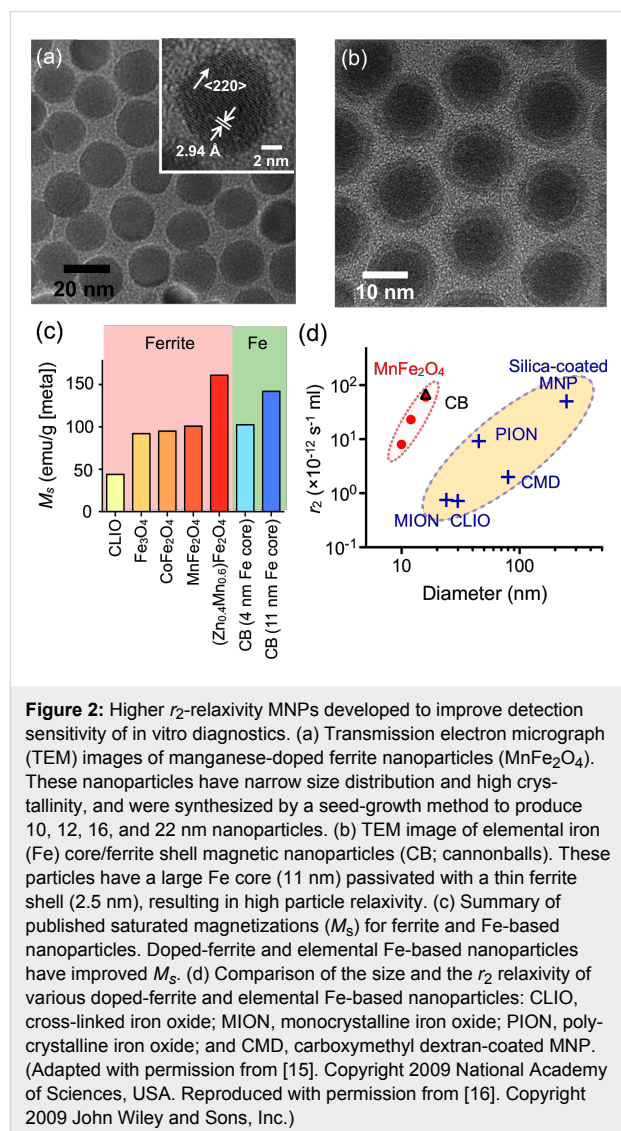 (a)
<220>
2.94 Å
2 nm
20 nm
(b)
10 nm
(c)
Ferrite
Fe
Mₛ (emu/g [metal])
150
100
50
0
CLIO
Fe₃O₄
CoFe₂O₄
MnFe₂O₄
(Zn₀.₄Mn₀.₆)Fe₂O₄
CB (4 nm Fe core)
CB (11 nm Fe core)
(d)
r₂ (×10⁻¹² s⁻¹ ml)
10²
10¹
10⁰
10⁻¹
MnFe₂O₄
CB
Silica-coated
MNP
PION
CMD
MION
CLIO
10
100
Diameter (nm)
Figure 2: Higher r₂-relaxivity MNPs developed to improve detection
sensitivity of in vitro diagnostics. (a) Transmission electron micrograph
(TEM) images of manganese-doped ferrite nanoparticles (MnFe₂O₄).
These nanoparticles have narrow size distribution and high crys-
tallinity, and were synthesized by a seed-growth method to produce
10, 12, 16, and 22 nm nanoparticles. (b) TEM image of elemental iron
(Fe) core/ferrite shell magnetic nanoparticles (CB; cannonballs). These
particles have a large Fe core (11 nm) passivated with a thin ferrite
shell (2.5 nm), resulting in high particle relaxivity. (c) Summary of
published saturated magnetizations (Mₛ) for ferrite and Fe-based
nanoparticles. Doped-ferrite and elemental Fe-based nanoparticles
have improved Mₛ. (d) Comparison of the size and the r₂ relaxivity of
various doped-ferrite and elemental Fe-based nanoparticles: CLIO,
cross-linked iron oxide; MION, monocrystalline iron oxide; PION, poly-
crystalline iron oxide; and CMD, carboxymethyl dextran-coated MNP.
(Adapted with permission from [15]. Copyright 2009 National Academy
of Sciences, USA. Reproduced with permission from [16]. Copyright
2009 John Wiley and Sons, Inc.)